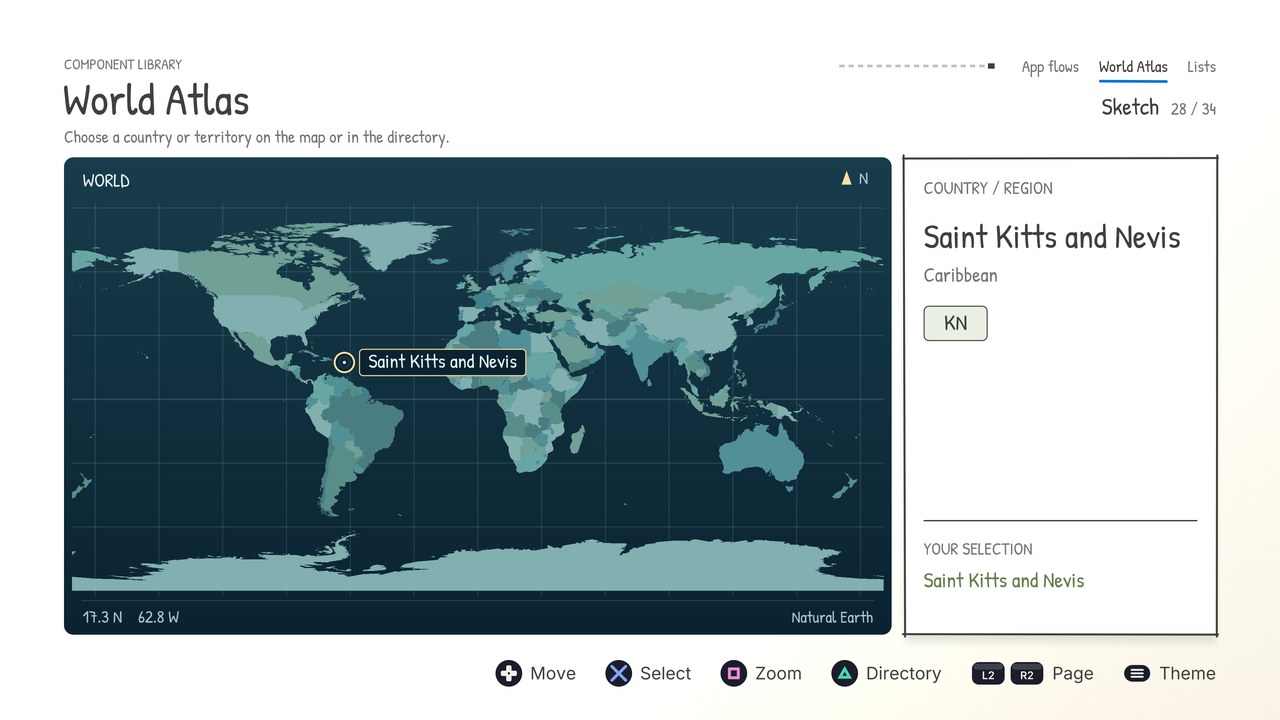 COMPONENT LIBRARY
World Atlas
Choose a country or territory on the map or in the directory.
App flows World Atlas Lists
Sketch 28 / 34
WORLD
N
Saint Kitts and Nevis
17.3 N 62.8 W
Natural Earth
COUNTRY / REGION
Saint Kitts and Nevis
Caribbean
KN
YOUR SELECTION
Saint Kitts and Nevis
Move Select Zoom Directory L2 R2 Page Theme